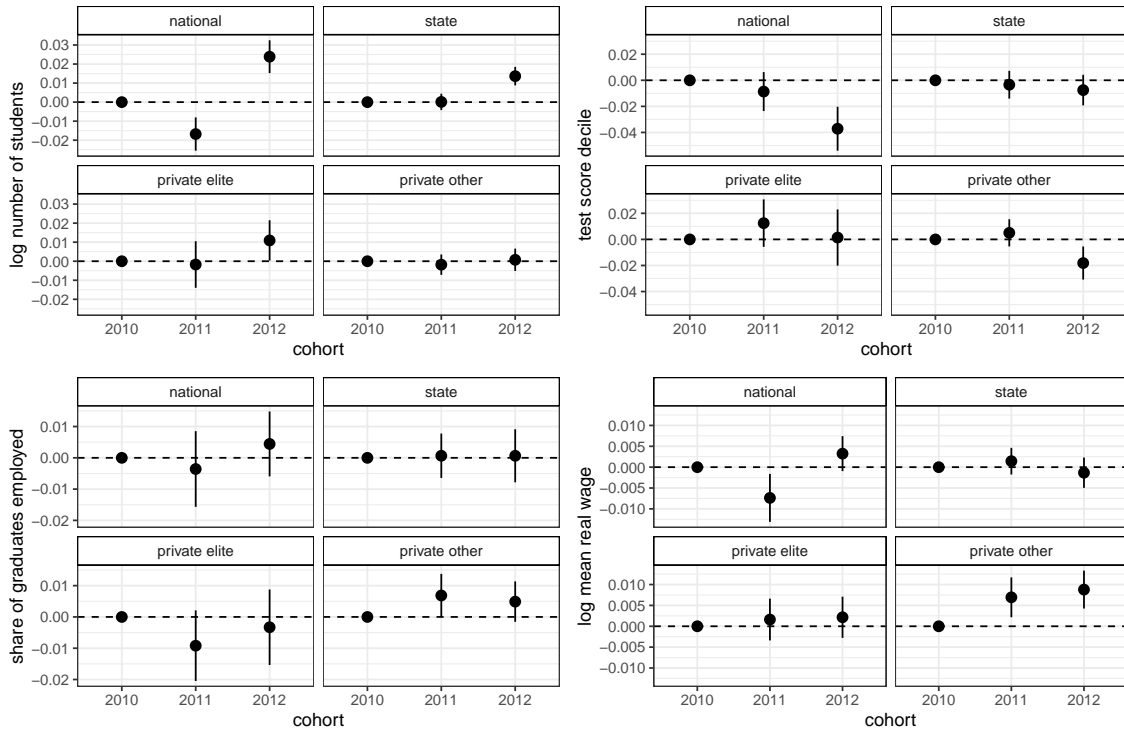 log number of students
national
state
0.03
0.02
0.01
0.00
−0.01
−0.02
private elite
private other
0.03
0.02
0.01
0.00
−0.01
−0.02
2010 2011 2012 2010 2011 2012
cohort
test score decile
national
state
0.02
0.00
−0.02
−0.04
private elite
private other
0.02
0.00
−0.02
−0.04
2010 2011 2012 2010 2011 2012
cohort
share of graduates employed
national
state
0.01
0.00
−0.01
−0.02
private elite
private other
0.01
0.00
−0.01
−0.02
2010 2011 2012 2010 2011 2012
cohort
log mean real wage
national
state
0.010
0.005
0.000
−0.005
−0.010
private elite
private other
0.010
0.005
0.000
−0.005
−0.010
2010 2011 2012 2010 2011 2012
cohort